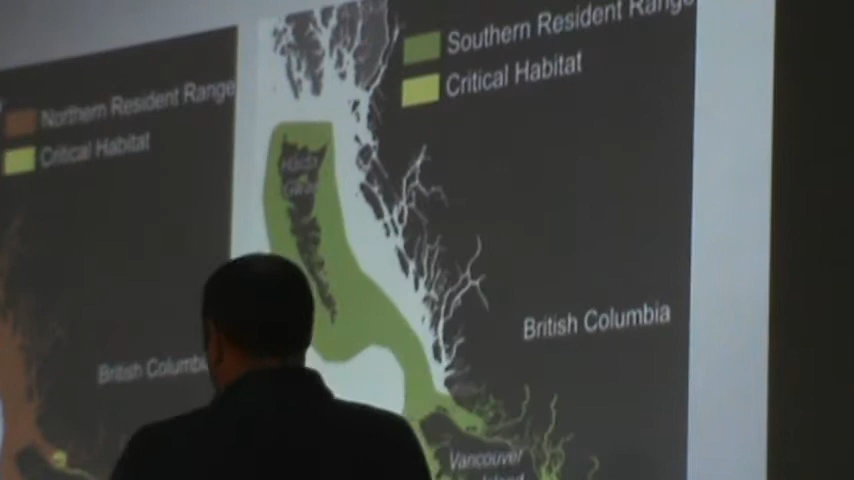 Northern Resident Range
Critical Habitat
British Columbia
Southern Resident Range
Critical Habitat
Haida
Gwaii
British Columbia
Vancouver
Island